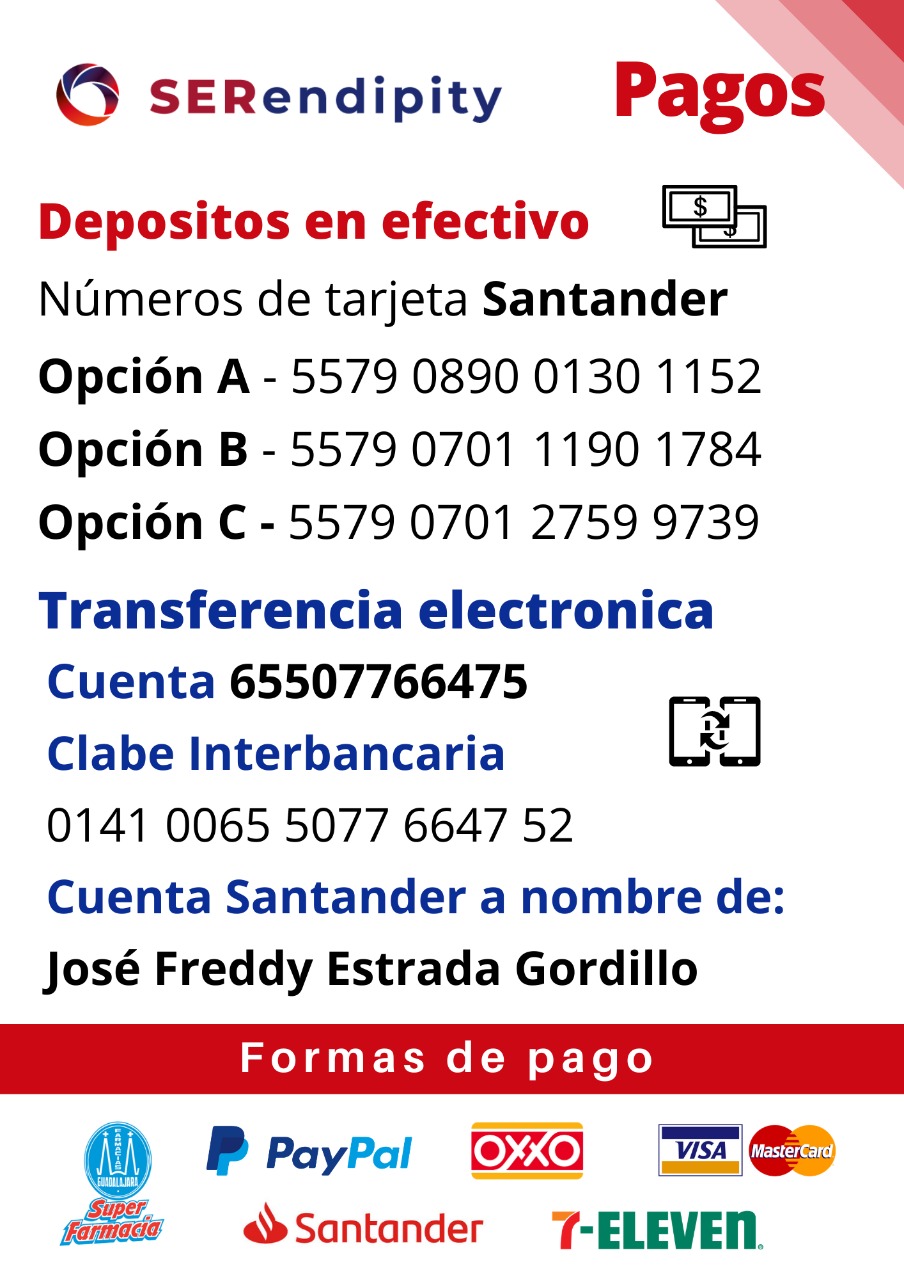 SERendipity
Pagos
Depositos en efectivo
$
$
Números de tarjeta Santander
Opción A - 5579 0890 0130 1152
Opción B - 5579 0701 1190 1784
Opción C - 5579 0701 2759 9739
Transferencia electronica
Cuenta 65507766475
Clabe Interbancaria
0141 0065 5077 6647 52
Cuenta Santander a nombre de:
José Freddy Estrada Gordillo
Formas de pago
FARMACIAS
GUADALAJARA
Super
Farmacia
PayPal
OXXO
VISA
MasterCard
Santander
7-ELEVEN.